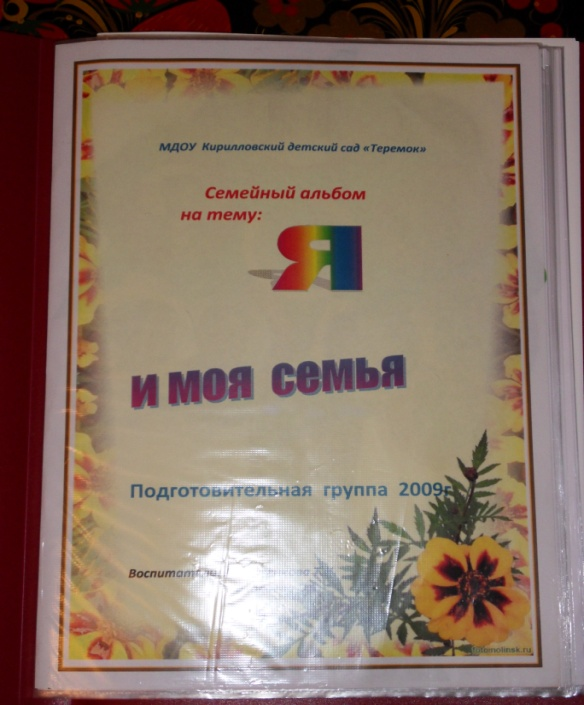 МДОУ Кирилловский детский сад «Теремок»
Семейный альбом
на тему:
Я
и моя семья
Подготовительная группа 2009г